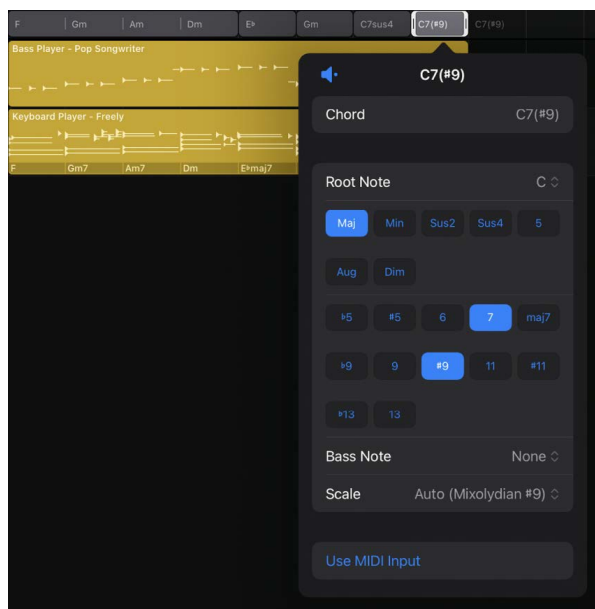 F Gm Am Dm E♭ Gm C7sus4 C7(#9) C7(#9)
Bass Player - Pop Songwriter
C7(#9)
Keyboard Player - Freely
Chord C7(#9)
F Gm7 Am7 Dm E♭maj7
Root Note C
Maj Min Sus2 Sus4 5
Aug Dim
♭5 #5 6 7 maj7
♭9 9 #9 11 #11
♭13 13
Bass Note None
Scale Auto (Mixolydian #9)
Use MIDI Input